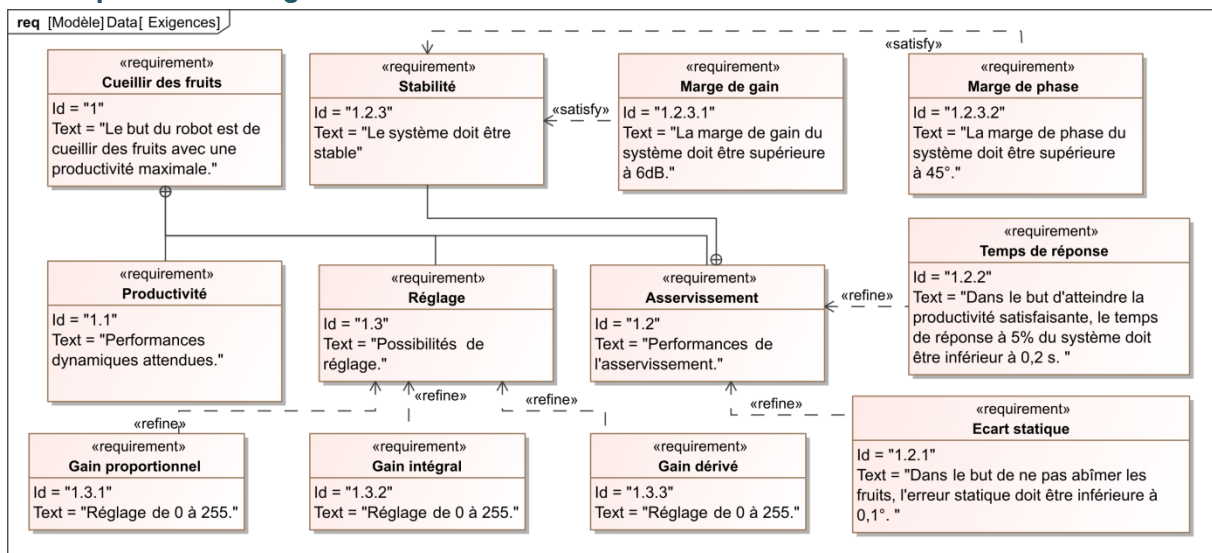 req [Modèle] Data[ Exigences]
«requirement»
Cueillir des fruits
Id = "1"
Text = "Le but du robot est de
cueillir des fruits avec une
productivité maximale."
«requirement»
Stabilité
Id = "1.2.3"
Text = "Le système doit être
stable"
«satisfy»
«requirement»
Marge de gain
Id = "1.2.3.1"
Text = "La marge de gain du
système doit être supérieure
à 6dB."
«satisfy»
«requirement»
Marge de phase
Id = "1.2.3.2"
Text = "La marge de phase du
système doit être supérieure
à 45°."
«requirement»
Productivité
Id = "1.1"
Text = "Performances
dynamiques attendues."
«requirement»
Réglage
Id = "1.3"
Text = "Possibilités de
réglage."
«requirement»
Asservissement
Id = "1.2"
Text = "Performances de
l'asservissement."
«refine»
«requirement»
Temps de réponse
Id = "1.2.2"
Text = "Dans le but d'atteindre la
productivité satisfaisante, le temps
de réponse à 5% du système doit
être inférieur à 0,2 s. "
«refine»
«refine»
«refine»
«refine»
«requirement»
Gain proportionnel
Id = "1.3.1"
Text = "Réglage de 0 à 255."
«requirement»
Gain intégral
Id = "1.3.2"
Text = "Réglage de 0 à 255."
«requirement»
Gain dérivé
Id = "1.3.3"
Text = "Réglage de 0 à 255."
«requirement»
Ecart statique
Id = "1.2.1"
Text = "Dans le but de ne pas abîmer les
fruits, l'erreur statique doit être inférieure à
0,1°. "